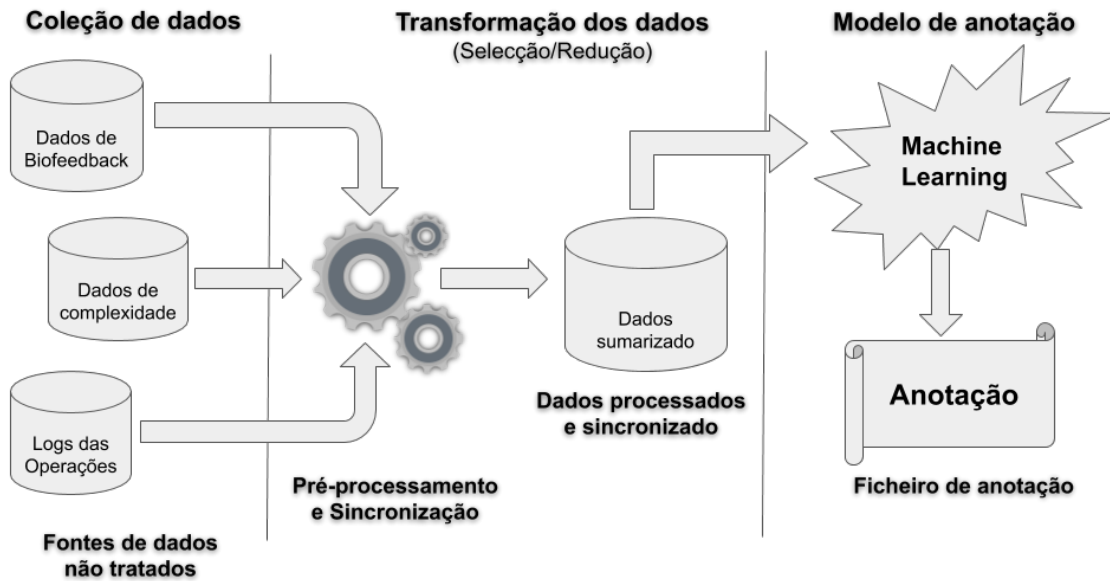 Coleção de dados
Transformação dos dados
(Selecção/Redução)
Modelo de anotação
Dados de
Biofeedback
Dados de
complexidade
Logs das
Operações
Fontes de dados
não tratados
Pré-processamento
e Sincronização
Dados
sumarizado
Dados processados
e sincronizado
Machine
Learning
Anotação
Ficheiro de anotação